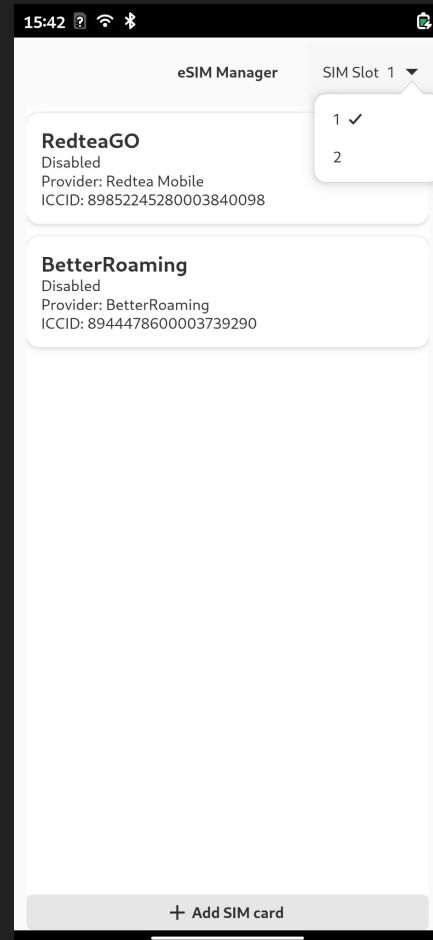 15:42
eSIM Manager
SIM Slot 1
1
2
RedteaGO
Disabled
Provider: Redtea Mobile
ICCID: 89852245280003840098
BetterRoaming
Disabled
Provider: BetterRoaming
ICCID: 8944478600003739290
Add SIM card